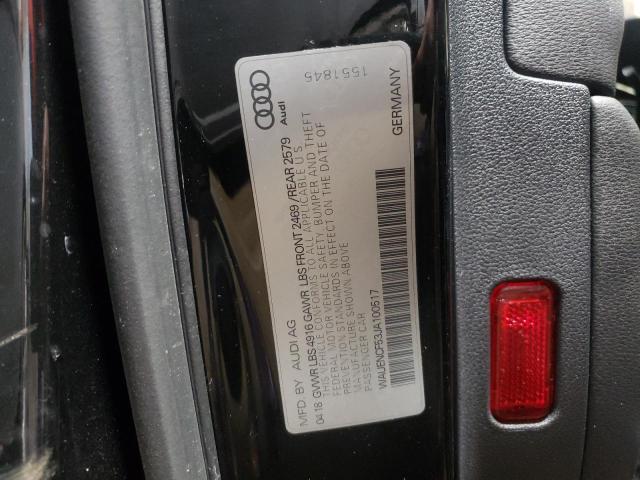 Audi
1551845
MFD. BY AUDI AG
04.18 GVWR LBS 4916 GAWR LBS FRONT 2469 / REAR 2579
THIS VEHICLE CONFORMS TO ALL APPLICABLE U.S.
FEDERAL MOTOR VEHICLE SAFETY, BUMPER AND THEFT
PREVENTION STANDARDS IN EFFECT ON THE DATE OF
MANUFACTURE SHOWN ABOVE
PASSENGER CAR
WAUENCF53JA100517
GERMANY